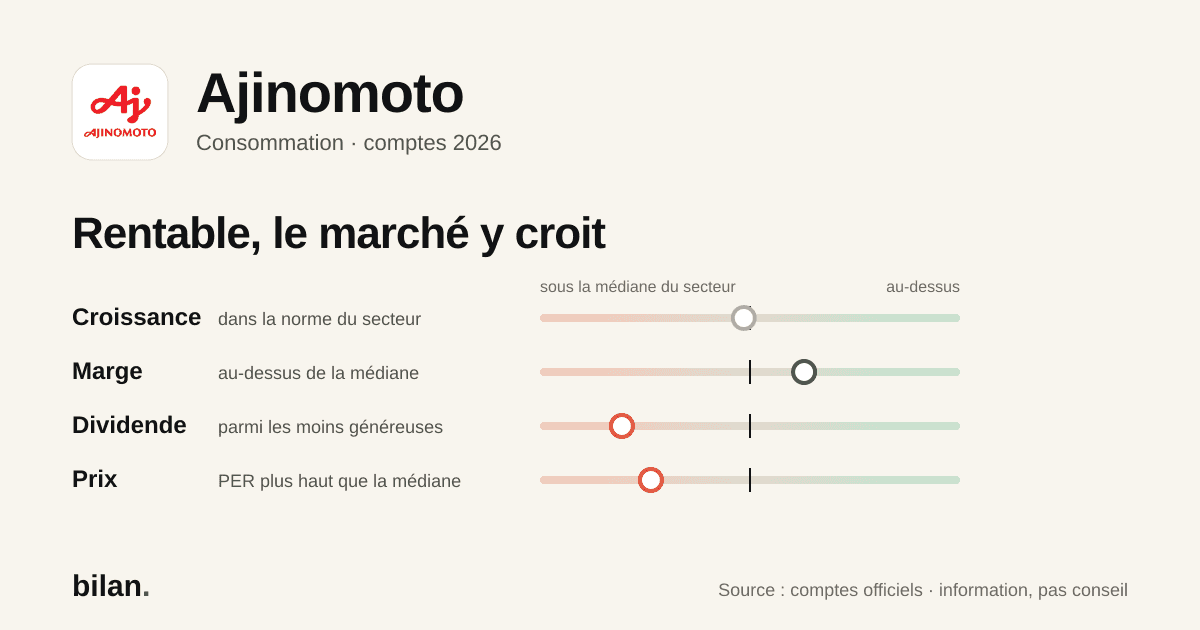 Aj
AJINOMOTO
Ajinomoto
Consommation · comptes 2026
Rentable, le marché y croit
sous la médiane du secteur au-dessus
Croissance dans la norme du secteur
Marge au-dessus de la médiane
Dividende parmi les moins généreuses
Prix PER plus haut que la médiane
bilan.
Source : comptes officiels · information, pas conseil